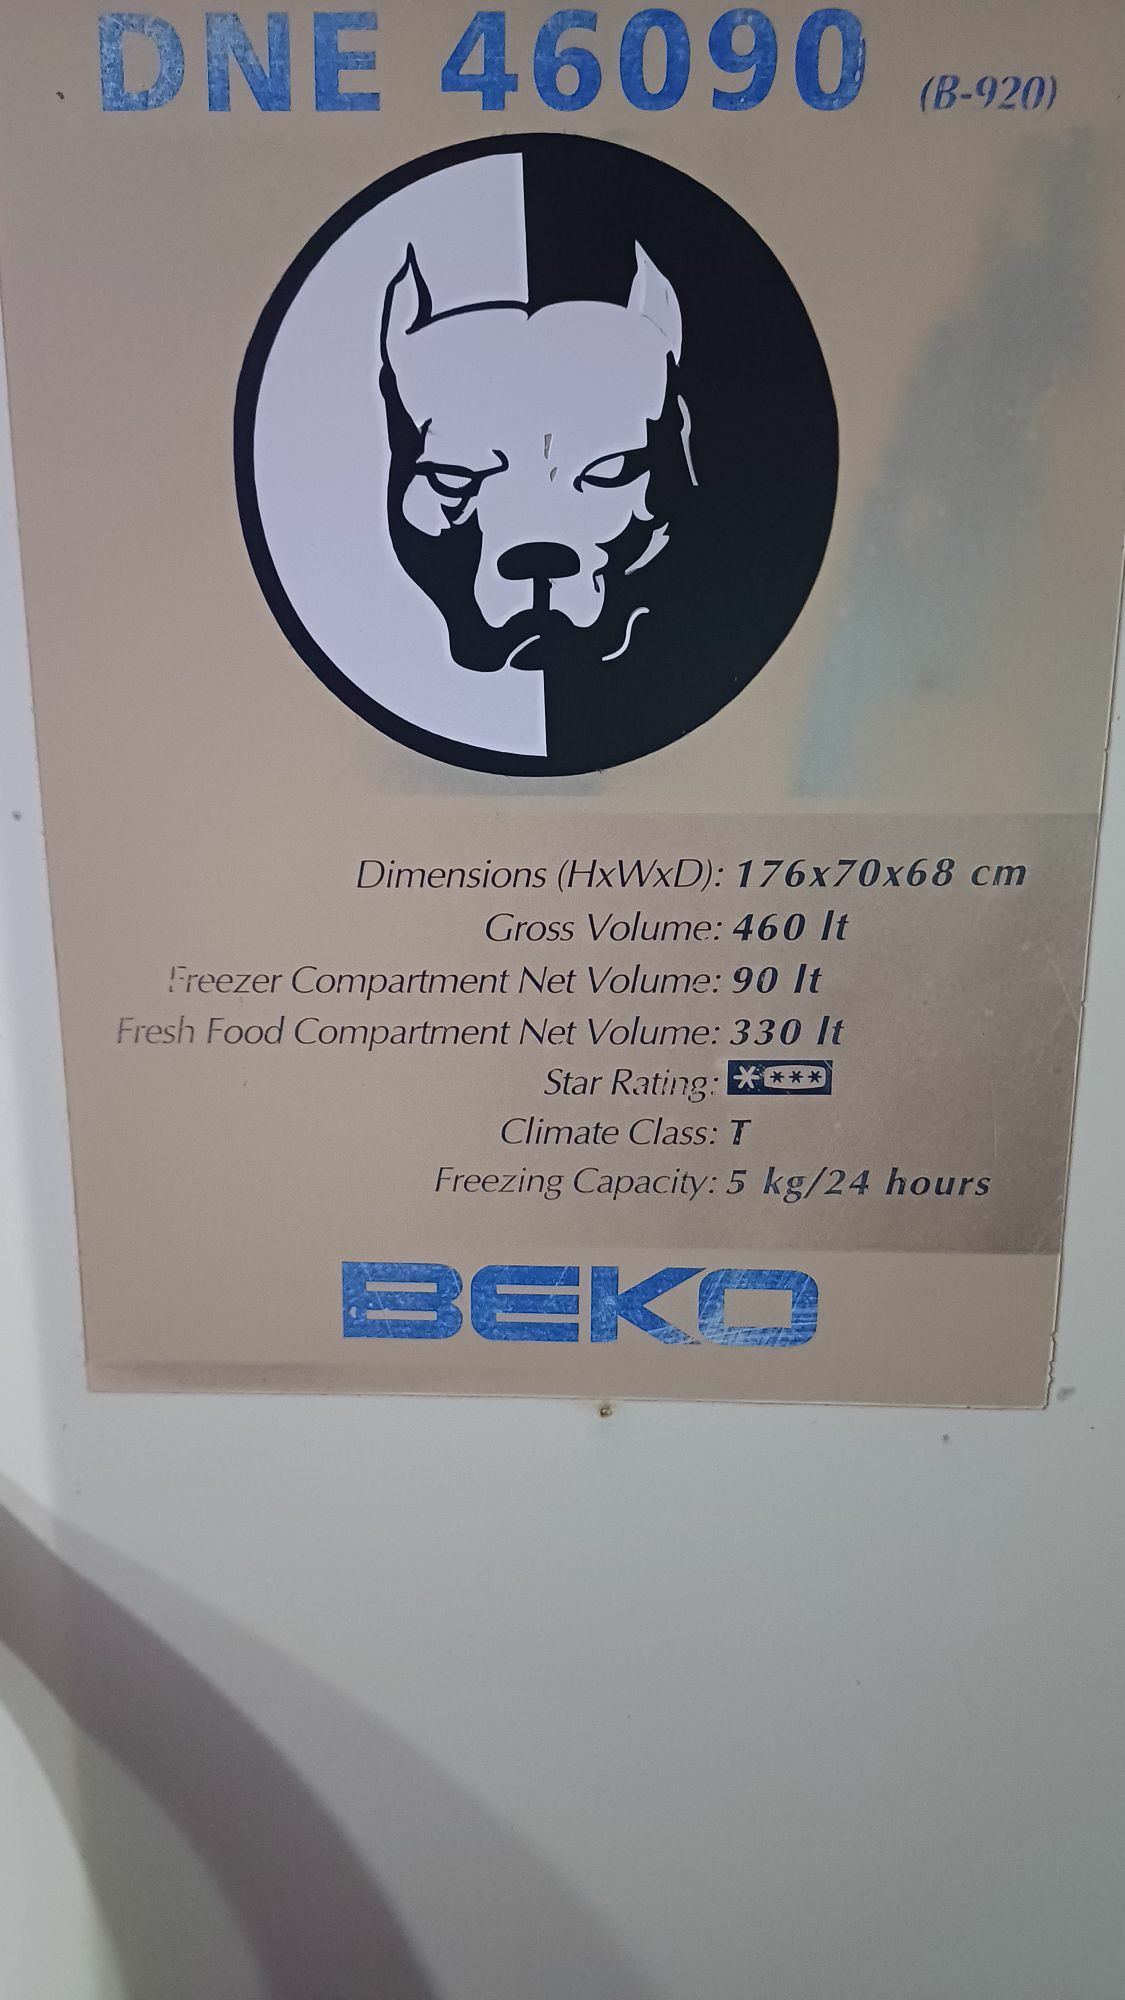 DNE 46090 (B-920)
Dimensions (HxWxD): 176x70x68 cm
Gross Volume: 460 lt
Freezer Compartment Net Volume: 90 lt
Fresh Food Compartment Net Volume: 330 lt
Star Rating: ****
Climate Class: T
Freezing Capacity: 5 kg/24 hours
BEKO